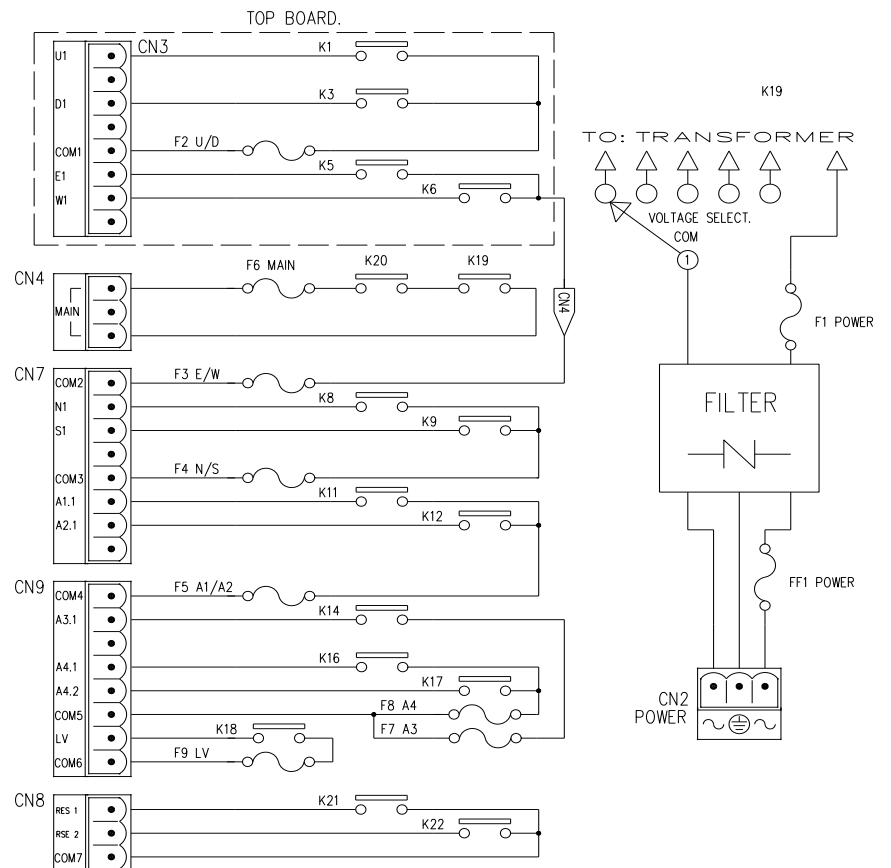 TOP BOARD.
CN3
U1
K1
D1
K3
COM1
F2 U/D
E1
K5
W1
K6
CN4
MAIN
F6 MAIN
K20
K19
CN4
CN7
COM2
F3 E/W
N1
K8
S1
K9
COM3
F4 N/S
A1.1
K11
A2.1
K12
CN9
COM4
F5 A1/A2
A3.1
K14
A4.1
K16
A4.2
K17
COM5
F8 A4
F7 A3
LV
K18
COM6
F9 LV
CN8
RES 1
K21
RSE 2
K22
COM7
K19
TO: TRANSFORMER
VOLTAGE SELECT.
COM
1
F1 POWER
FILTER
FF1 POWER
CN2
POWER